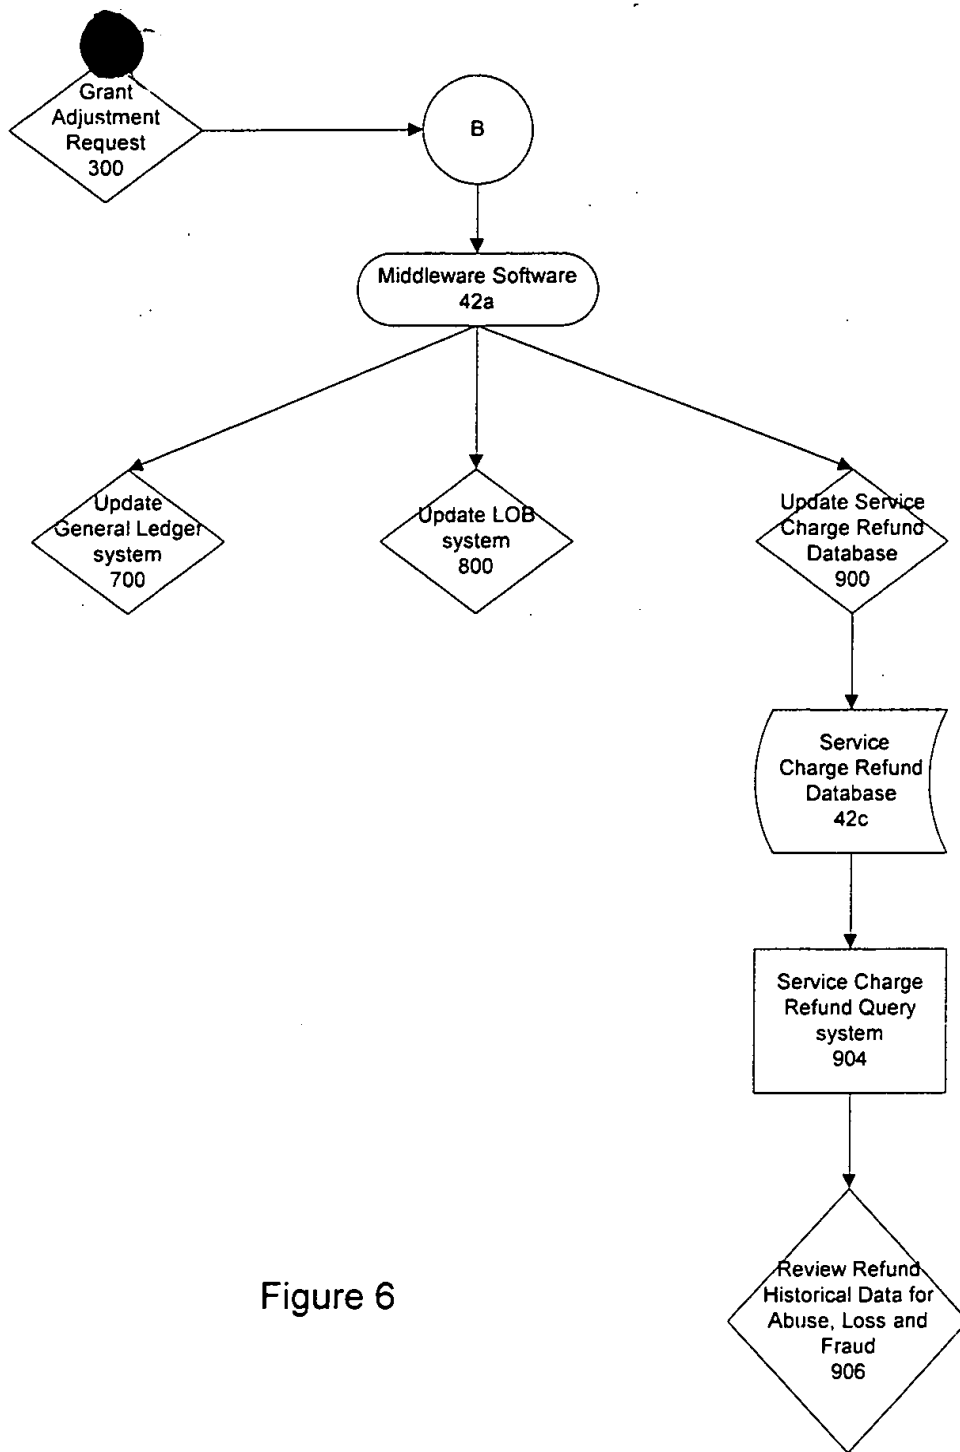 Grant
Adjustment
Request
300
B
Middleware Software
42a
Update
General Ledger
system
700
Update LOB
system
800
Update Service
Charge Refund
Database
900
Service
Charge Refund
Database
42c
Service Charge
Refund Query
system
904
Review Refund
Historical Data for
Abuse, Loss and
Fraud
906
Figure 6